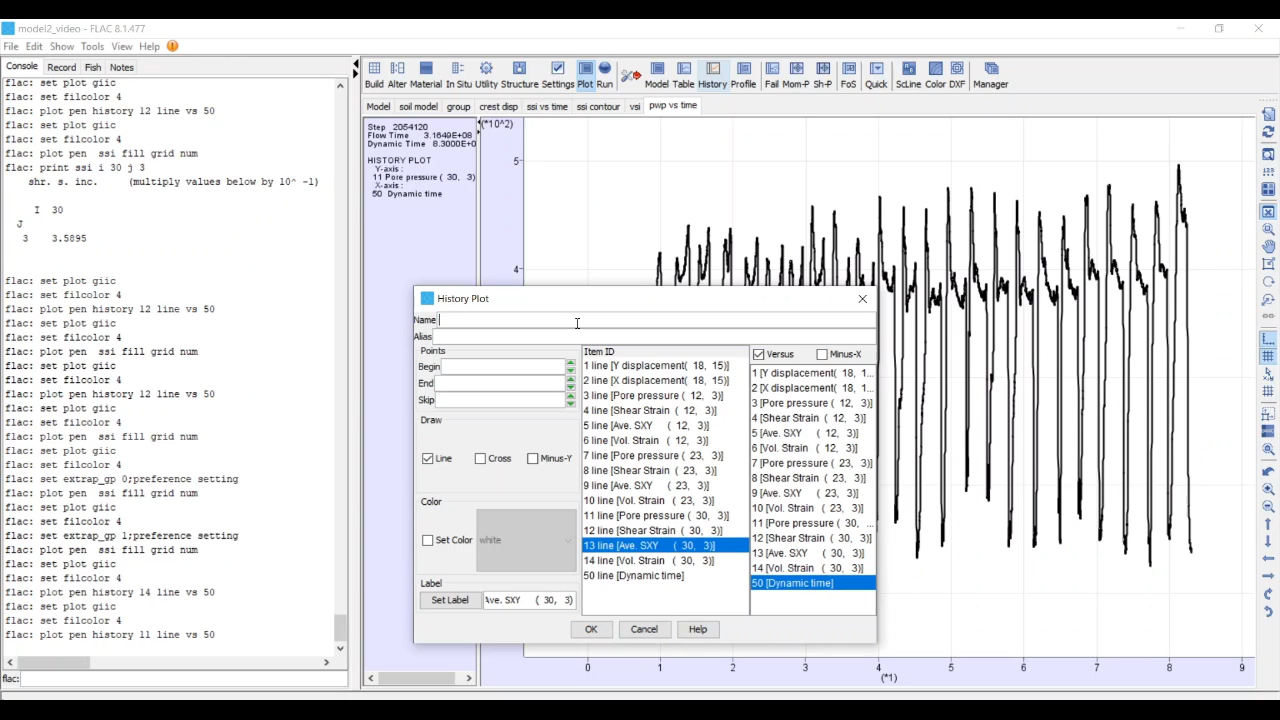 model2_video - FLAC 8.1.477
File Edit Show Tools View Help
Console Record Fish Notes
flac: set plot giic
flac: set filcolor 4
flac: plot pen history 12 line vs 50
flac: set plot giic
flac: set filcolor 4
flac: plot pen  ssi fill grid num
flac: print ssi i 30 j 3
shr. s. inc. (multiply values below by 10^ -1)
I 30
J
3 3.5895
flac: set plot giic
flac: set filcolor 4
flac: plot pen history 12 line vs 50
flac: set plot giic
flac: set filcolor 4
flac: plot pen  ssi fill grid num
flac: set plot giic
flac: set filcolor 4
flac: plot pen history 12 line vs 50
flac: set plot giic
flac: set filcolor 4
flac: plot pen  ssi fill grid num
flac: set plot giic
flac: set filcolor 4
flac: set extrap_gp 0;preference setting
flac: plot pen  ssi fill grid num
flac: set plot giic
flac: set filcolor 4
flac: set extrap_gp 1;preference setting
flac: plot pen  ssi fill grid num
flac: set plot giic
flac: set filcolor 4
flac: plot pen history 14 line vs 50
flac: set plot giic
flac: set filcolor 4
flac: plot pen history 11 line vs 50
flac:
Build Alter Material In Situ Utility Structure Settings Plot Run Model Table History Profile Fail Mom-P Sh-P FoS Quick ScLine Color DXF Manager
Model soil model group crest disp ssi vs time ssi contour vsi pwp vs time
Step 2054120
Flow Time 3.1649E+08
Dynamic Time 8.3000E+0
HISTORY PLOT
Y-axis :
11 Pore pressure ( 30, 3)
X-axis :
50 Dynamic time
(*10^2)
5
4
0 1 2 3 4 5 6 7 8 9
(*1)
History Plot
Name
Alias
Points
Begin
End
Skip
Draw
Line Cross Minus-Y
Color
Set Color white
Label
Set Label Ave. SXY ( 30, 3)
Item ID
1 line [Y displacement( 18, 15)]
2 line [X displacement( 18, 15)]
3 line [Pore pressure ( 12, 3)]
4 line [Shear Strain ( 12, 3)]
5 line [Ave. SXY ( 12, 3)]
6 line [Vol. Strain ( 12, 3)]
7 line [Pore pressure ( 23, 3)]
8 line [Shear Strain ( 23, 3)]
9 line [Ave. SXY ( 23, 3)]
10 line [Vol. Strain ( 23, 3)]
11 line [Pore pressure ( 30, 3)]
12 line [Shear Strain ( 30, 3)]
13 line [Ave. SXY ( 30, 3)]
14 line [Vol. Strain ( 30, 3)]
50 line [Dynamic time]
Versus Minus-X
1 [Y displacement( 18, 1...
2 [X displacement( 18, 1...
3 [Pore pressure ( 12, 3)]
4 [Shear Strain ( 12, 3)]
5 [Ave. SXY ( 12, 3)]
6 [Vol. Strain ( 12, 3)]
7 [Pore pressure ( 23, 3)]
8 [Shear Strain ( 23, 3)]
9 [Ave. SXY ( 23, 3)]
10 [Vol. Strain ( 23, 3)]
11 [Pore pressure ( 30, ...
12 [Shear Strain ( 30, 3)]
13 [Ave. SXY ( 30, 3)]
14 [Vol. Strain ( 30, 3)]
50 [Dynamic time]
OK Cancel Help